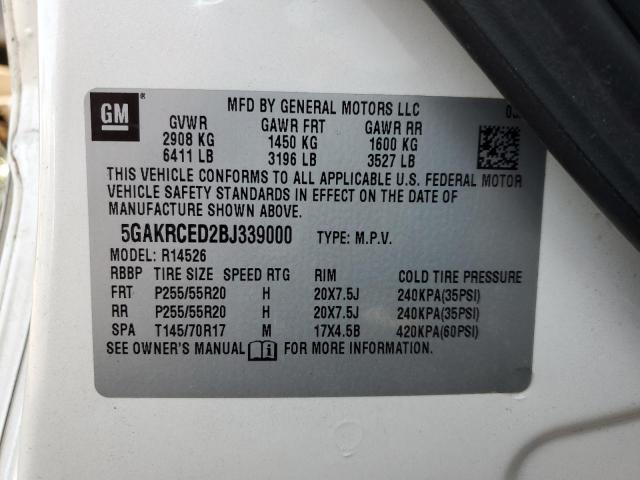 GM ®
MFD BY GENERAL MOTORS LLC
GVWR GAWR FRT GAWR RR
2908 KG 1450 KG 1600 KG
6411 LB 3196 LB 3527 LB
THIS VEHICLE CONFORMS TO ALL APPLICABLE U.S. FEDERAL MOTOR
VEHICLE SAFETY STANDARDS IN EFFECT ON THE DATE OF
MANUFACTURE SHOWN ABOVE.
5GAKRCED2BJ339000 TYPE: M.P.V.
MODEL: R14526
RBBP TIRE SIZE SPEED RTG RIM COLD TIRE PRESSURE
FRT P255/55R20 H 20X7.5J 240KPA(35PSI)
RR P255/55R20 H 20X7.5J 240KPA(35PSI)
SPA T145/70R17 M 17X4.5B 420KPA(60PSI)
SEE OWNER'S MANUAL i FOR MORE INFORMATION.